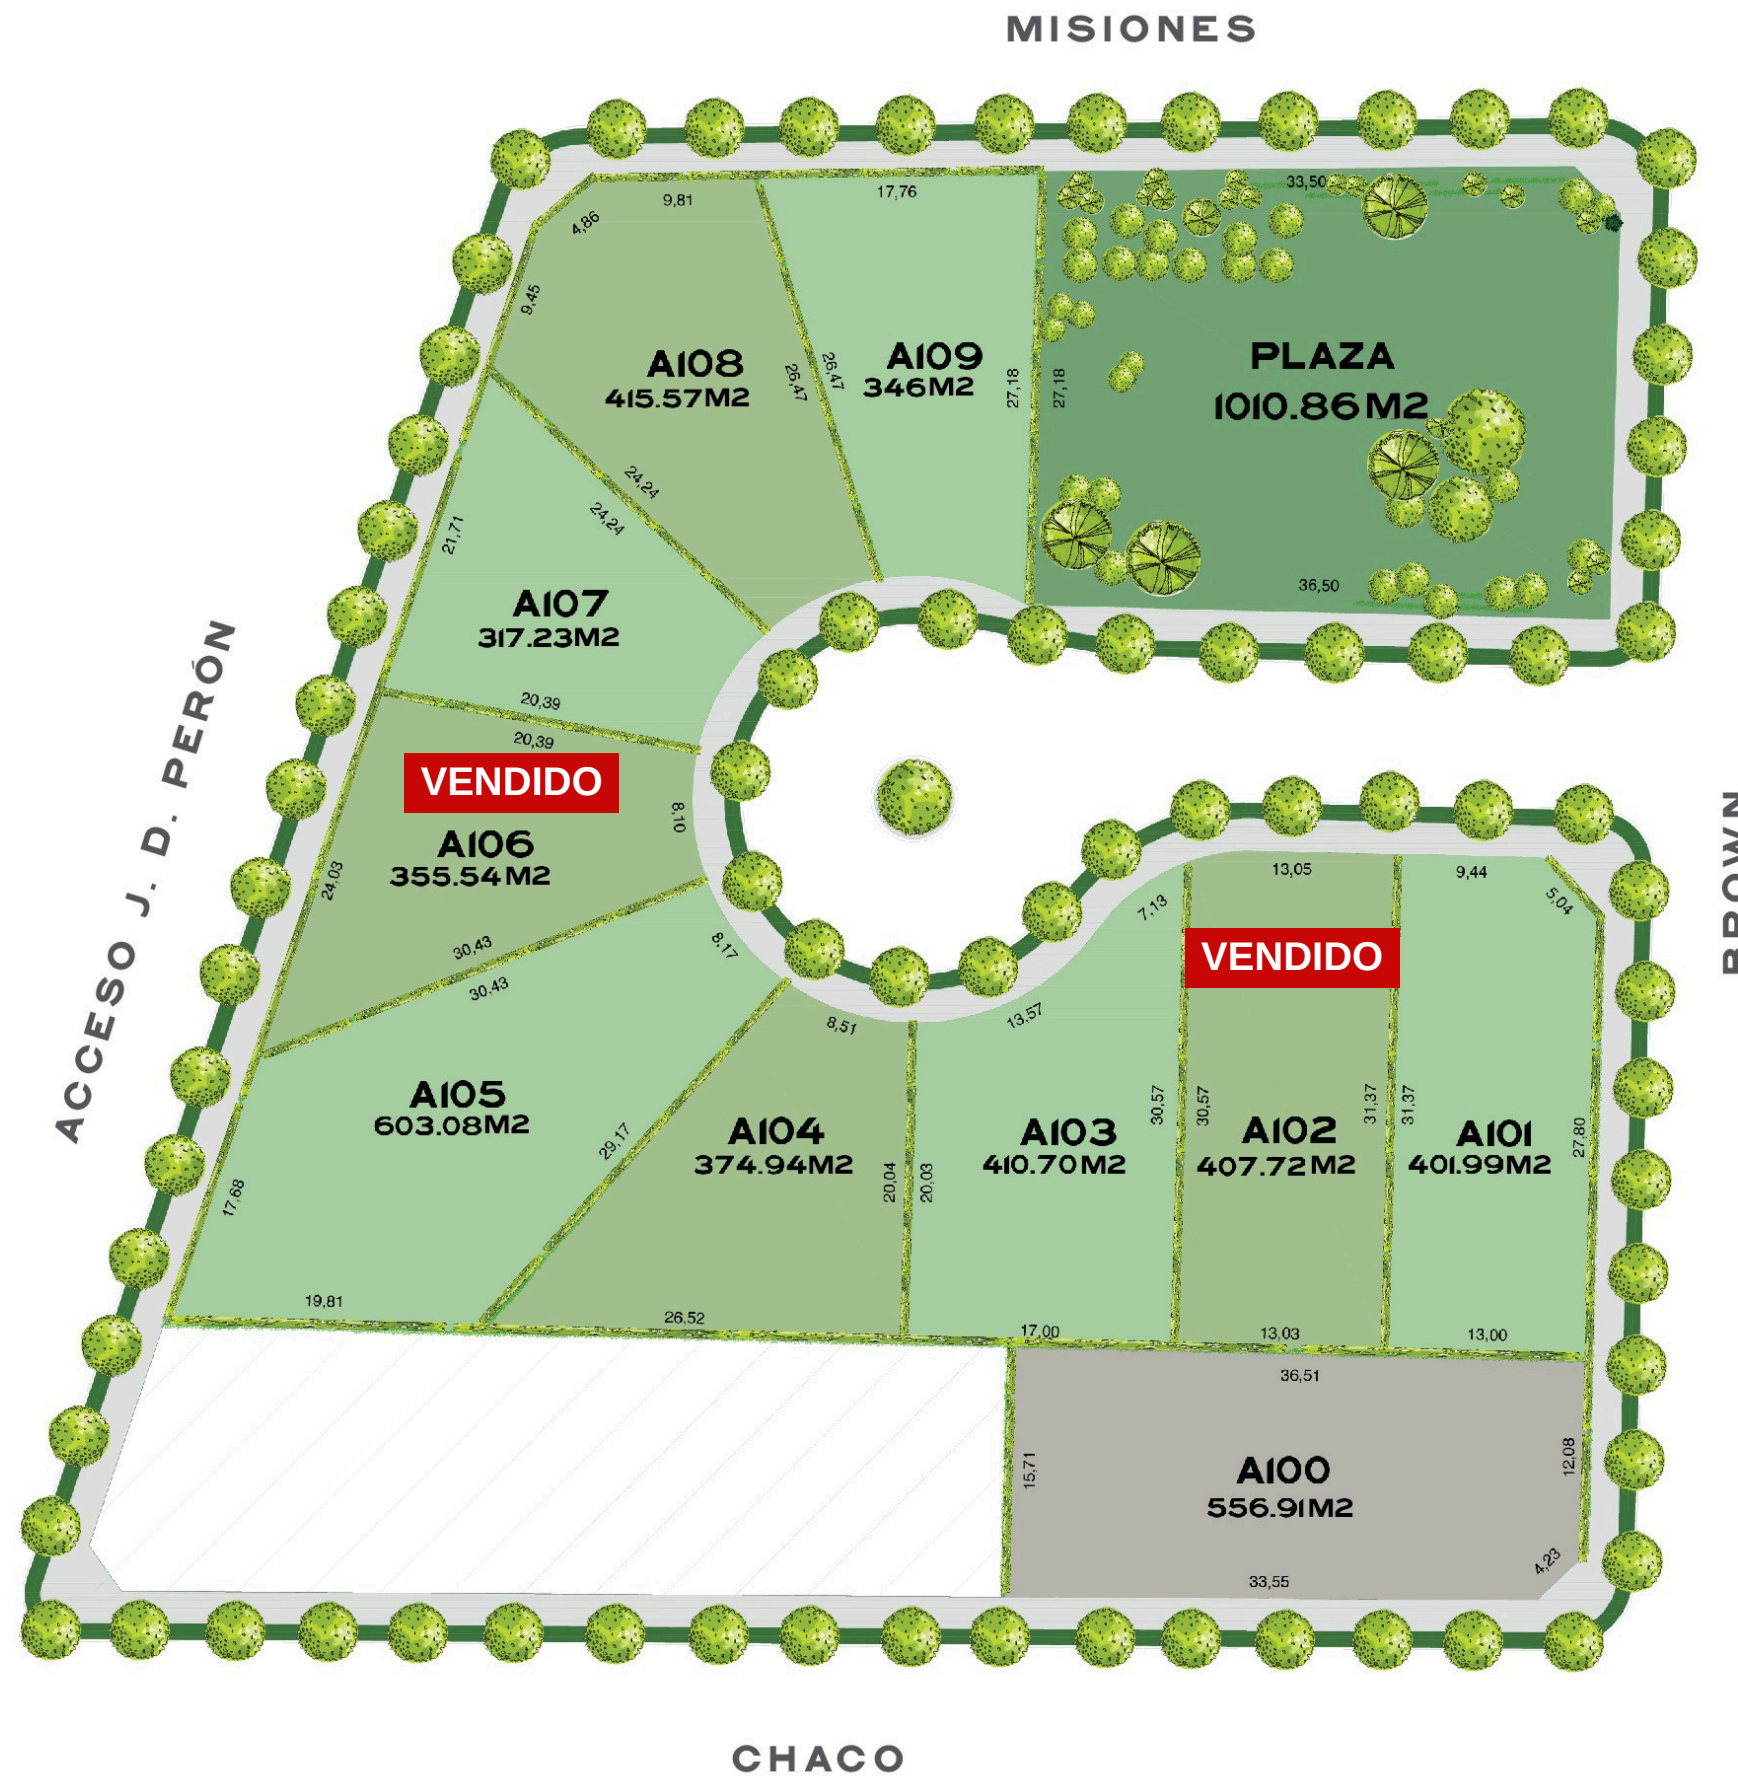 MISIONES
9,81
17,76
33,50
4,86
9,45
A108
415.57M2
26,47
26,47
A109
346M2
27,18
27,18
PLAZA
1010.86M2
24,24
24,24
21,71
36,50
A107
317.23M2
20,39
20,39
VENDIDO
A106
355.54M2
8,10
24,03
30,43
30,43
8,17
ACCESO J. D. PERÓN
BROWN
13,05
9,44
5,04
7,13
VENDIDO
8,51
13,57
A105
603.08M2
29,17
17,68
19,81
A104
374.94M2
20,04
20,03
26,52
A103
410.70M2
30,57
30,57
17,00
A102
407.72M2
31,37
31,37
13,03
A101
401.99M2
27,80
13,00
36,51
15,71
A100
556.91M2
12,08
4,23
33,55
CHACO